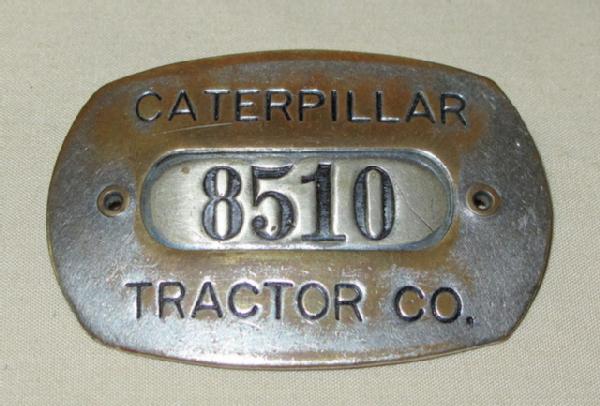 CATERPILLAR
8510
TRACTOR CO.